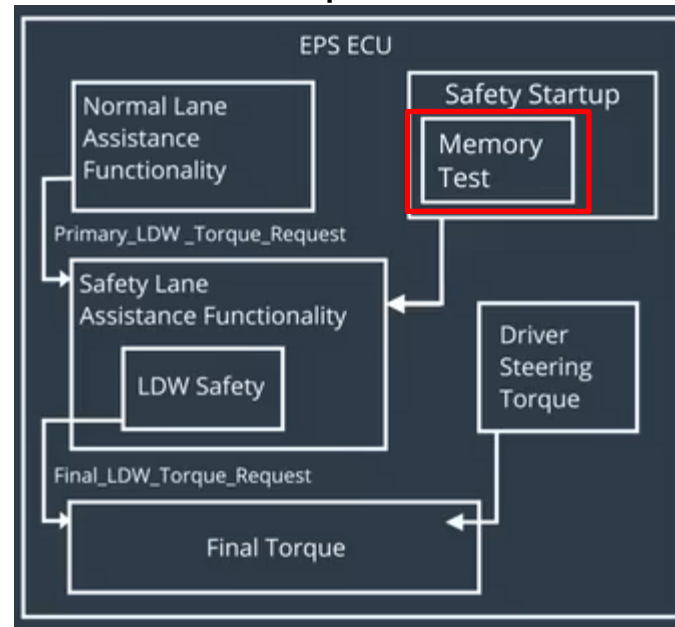 EPS ECU
Normal Lane
Assistance
Functionality
Safety Startup
Memory
Test
Primary_LDW _Torque_Request
Safety Lane
Assistance Functionality
LDW Safety
Driver
Steering
Torque
Final_LDW_Torque_Request
Final Torque